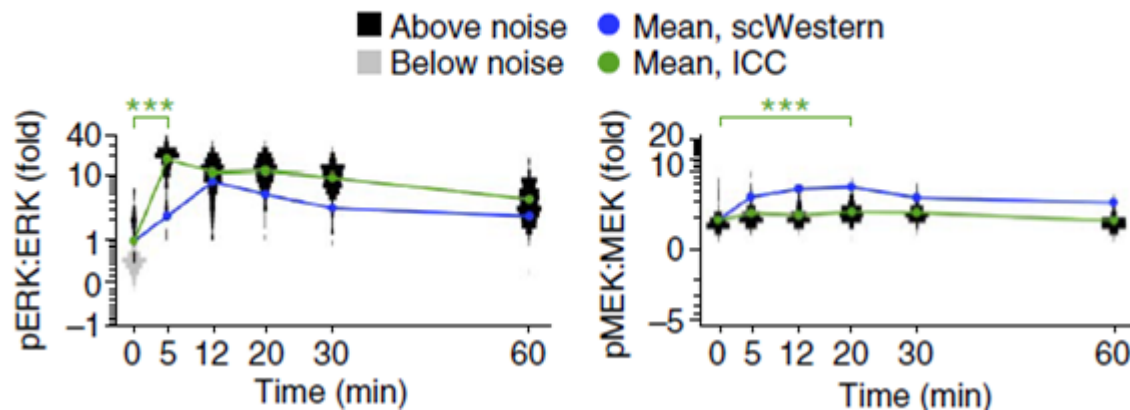 Above noise
Mean, scWestern
Below noise
Mean, ICC
pERK:ERK (fold)
***
40
10
1
0
–1
0 5 12 20 30 60
Time (min)
pMEK:MEK (fold)
***
20
10
0
–5
0 5 12 20 30 60
Time (min)